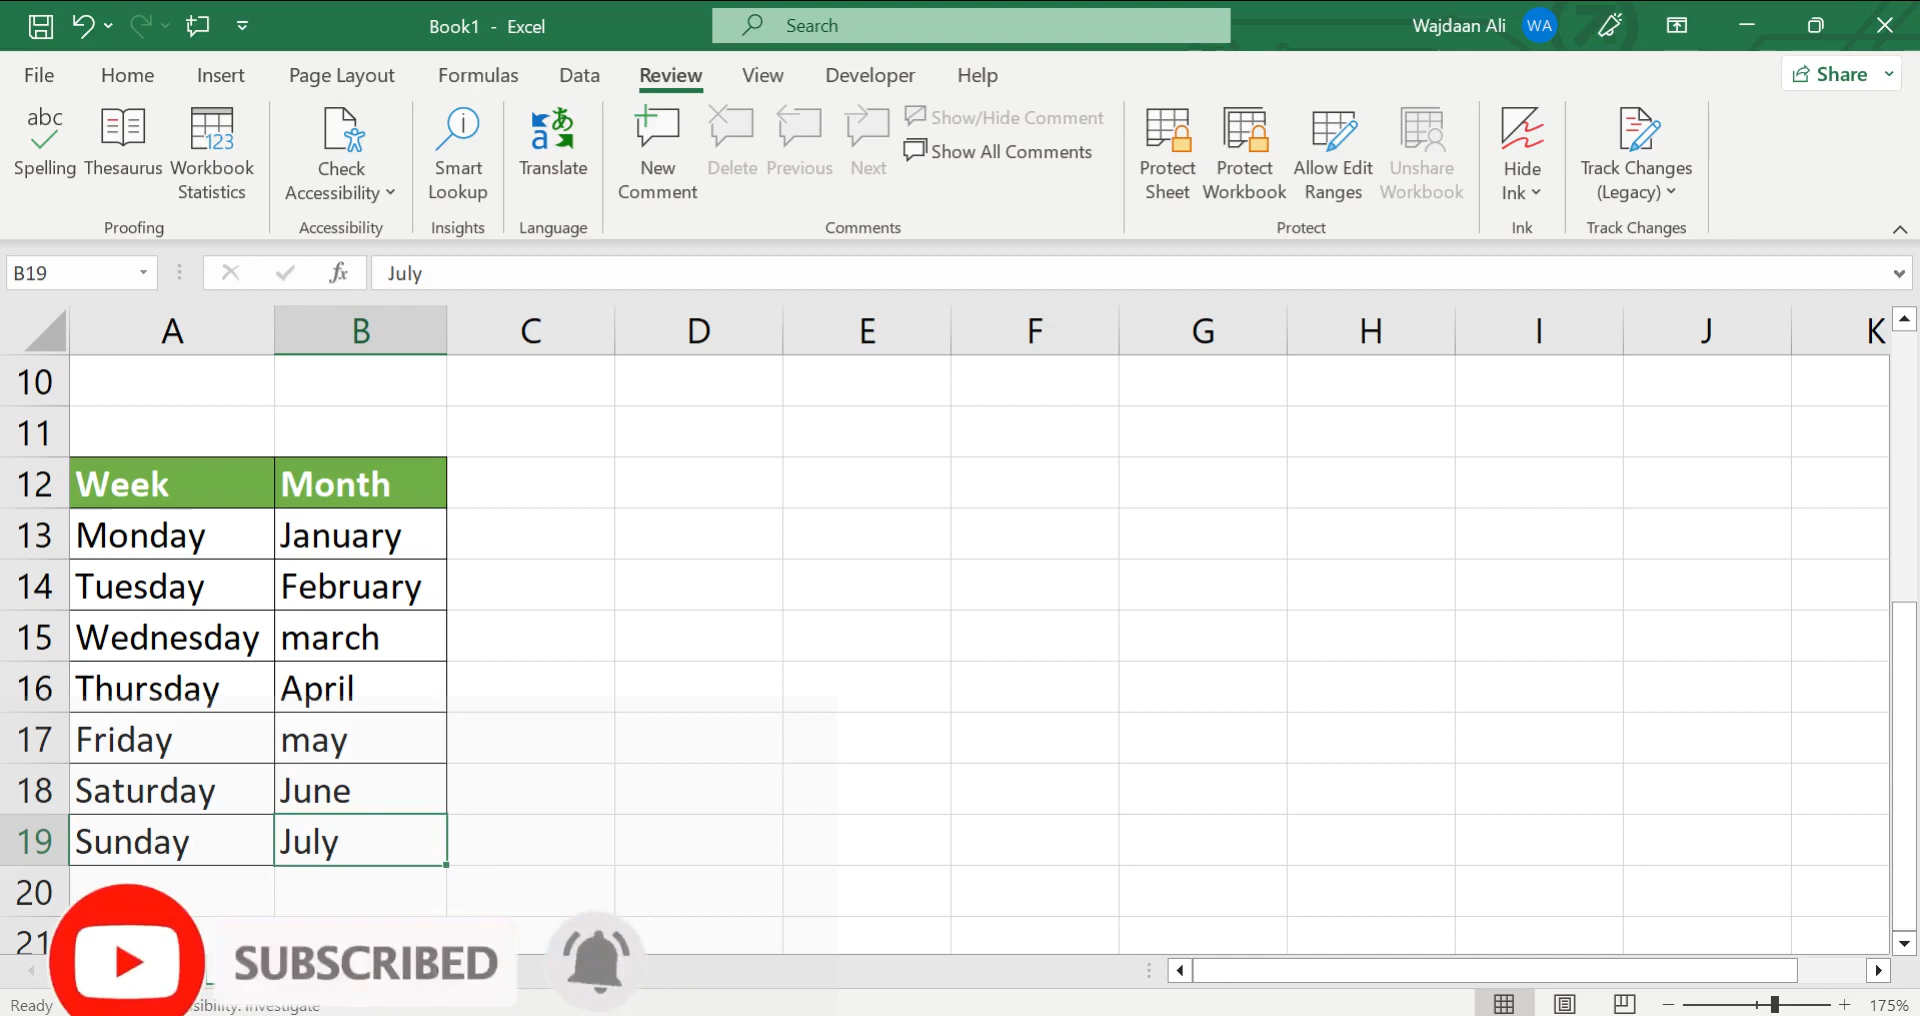 Book1 - Excel
Search
Wajdaan Ali WA
File Home Insert Page Layout Formulas Data Review View Developer Help Share
abc
Spelling
Thesaurus
Workbook
Statistics
Proofing
123
Check
Accessibility
Accessibility
Smart
Lookup
Insights
a あ
Translate
Language
New
Comment
Delete
Previous
Next
Show/Hide Comment
Show All Comments
Comments
Protect
Sheet
Protect
Workbook
Allow Edit
Ranges
Unshare
Workbook
Protect
Hide
Ink
Ink
Track Changes
(Legacy)
Track Changes
B19 fx July
A B C D E F G H I J K
10
11
12 Week Month
13 Monday January
14 Tuesday February
15 Wednesday march
16 Thursday April
17 Friday may
18 Saturday June
19 Sunday July
20
21
SUBSCRIBED
Ready sibility: Investigate 175%